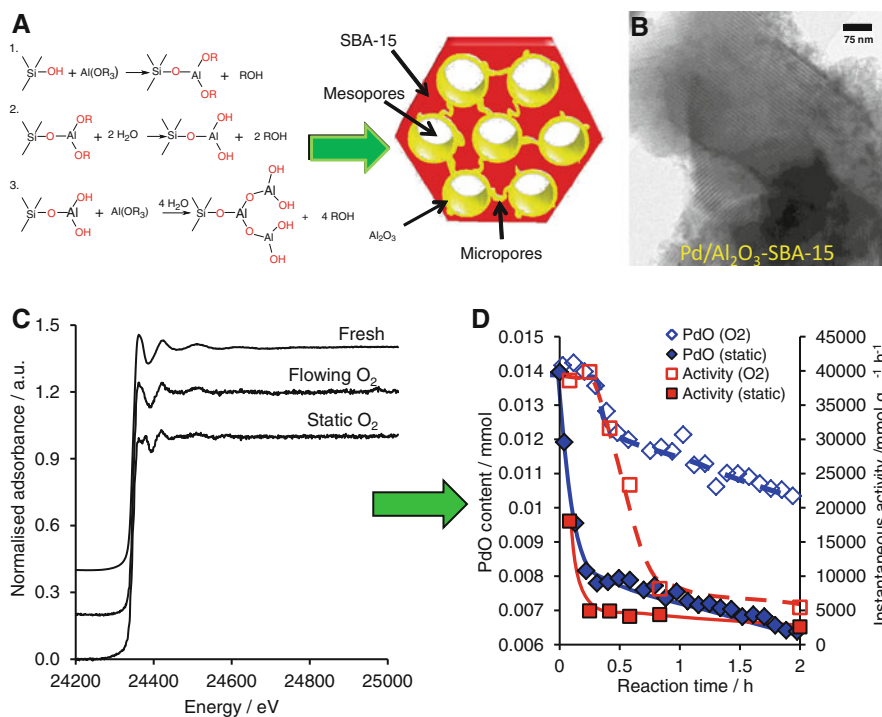 A
1.
Si OH + Al(OR₃) → Si O Al OR OR + ROH
2.
Si O Al OR OR + 2 H₂O → Si O Al OH OH + 2 ROH
3.
Si O Al OH OH + Al(OR₃) 4 H₂O → Si O Al O Al OH OH O Al OH OH + 4 ROH
SBA-15
Mesopores
Al₂O₃
Micropores
B
75 nm
Pd/Al₂O₃-SBA-15
C
Normalised adsorbance / a.u.
1.5
1.2
0.9
0.6
0.3
0.0
Fresh
Flowing O₂
Static O₂
24200 24400 24600 24800 25000
Energy / eV
D
PdO (O2)
PdO (static)
Activity (O2)
Activity (static)
PdO content / mmol
0.015
0.014
0.013
0.012
0.011
0.01
0.009
0.008
0.007
0.006
0 0.5 1 1.5 2
Reaction time / h
45000
40000
35000
30000
25000
20000
15000
10000
5000
0
Instantaneous activity /mmol g⁻¹ h⁻¹